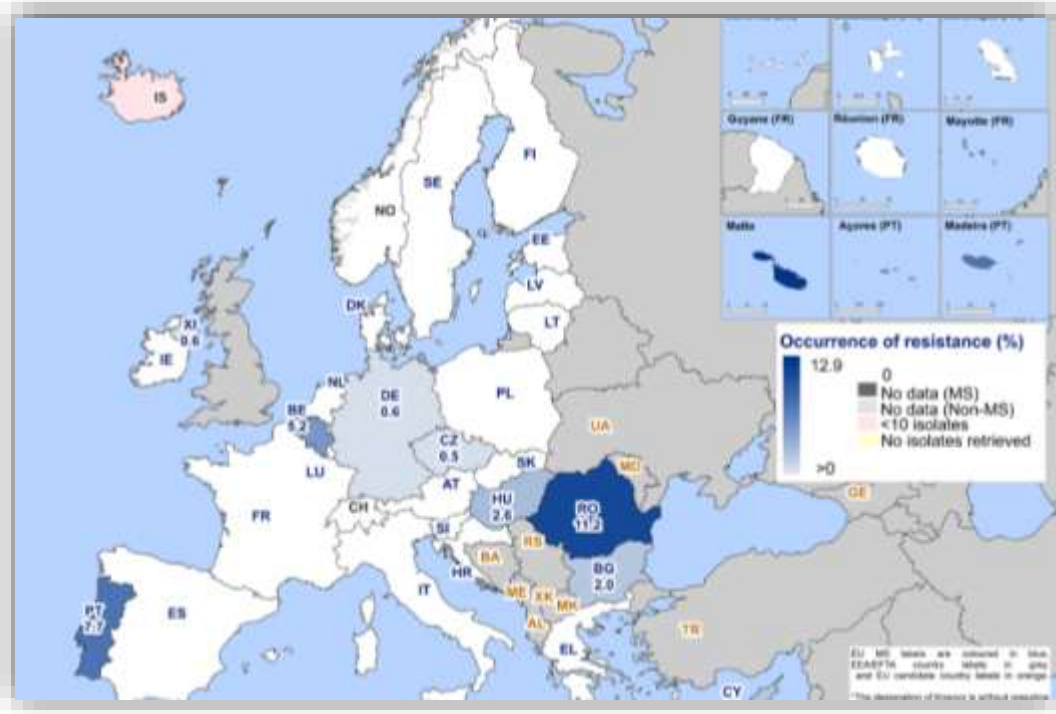 IS
FI
SE
NO
EE
LV
LT
DK
XI
0.6
IE
NL
DE
0.6
PL
BE
5.2
CZ
0.5
UA
LU
SK
AT
MD
CH
HU
2.6
RO
11.2
GE
FR
SI
RS
BA
HR
BG
2.0
IT
ME
XK
MK
AL
PT
7.7
ES
TR
EL
CY
Guyane (FR)
Réunion (FR)
Mayotte (FR)
Malta
Açores (PT)
Madeira (PT)
Occurrence of resistance (%)
12.9
>0
0
No data (MS)
No data (Non-MS)
<10 isolates
No isolates retrieved
EU MS labels are coloured in blue,
EEA/EFTA country labels in grey
and EU candidate country labels in orange.